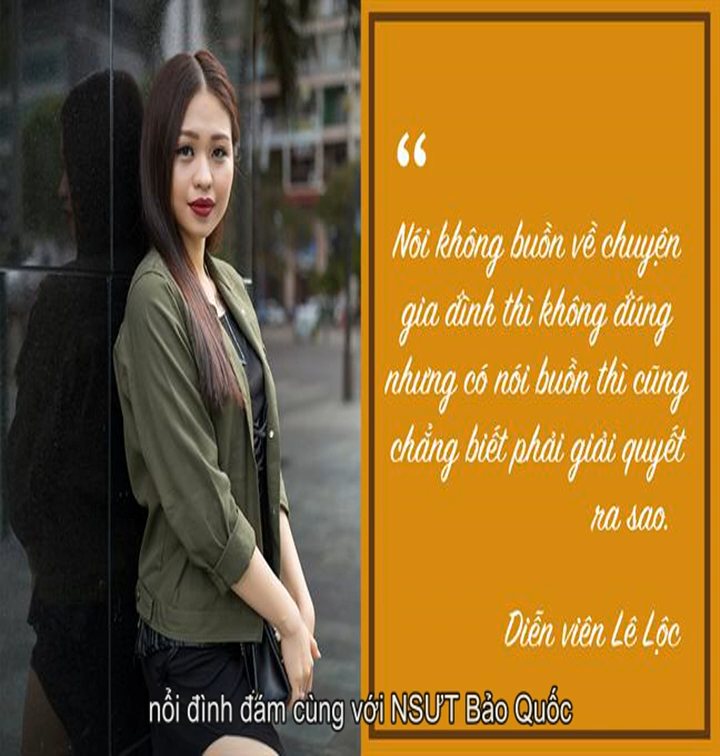 “
Nói không buồn về chuyện
gia đình thì không đúng
nhưng có nói buồn thì cũng
chẳng biết phải giải quyết
ra sao.
Diễn viên Lê Lộc
nổi đình đám cùng với NSƯT Bảo Quốc